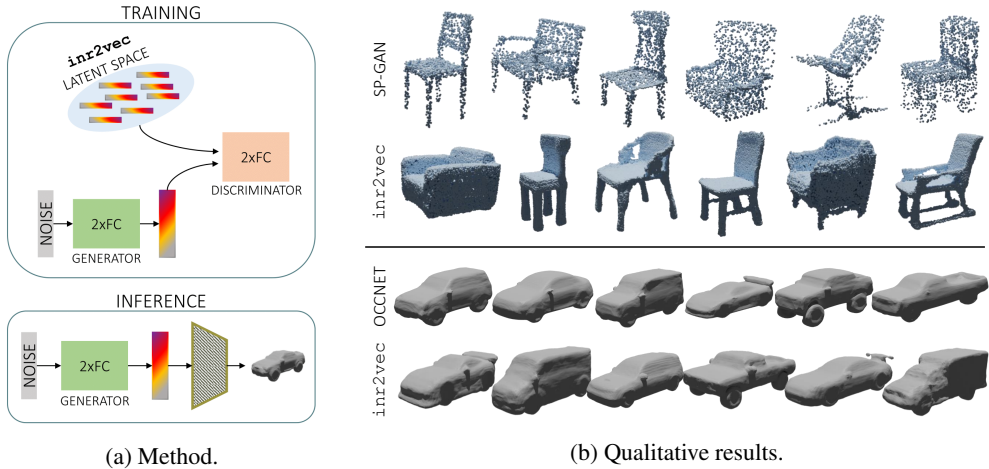 TRAINING
inr2vec
LATENT SPACE
2xFC
DISCRIMINATOR
NOISE
2xFC
GENERATOR
INFERENCE
NOISE
2xFC
GENERATOR
(a) Method.
SP-GAN
inr2vec
OCCNET
inr2vec
(b) Qualitative results.